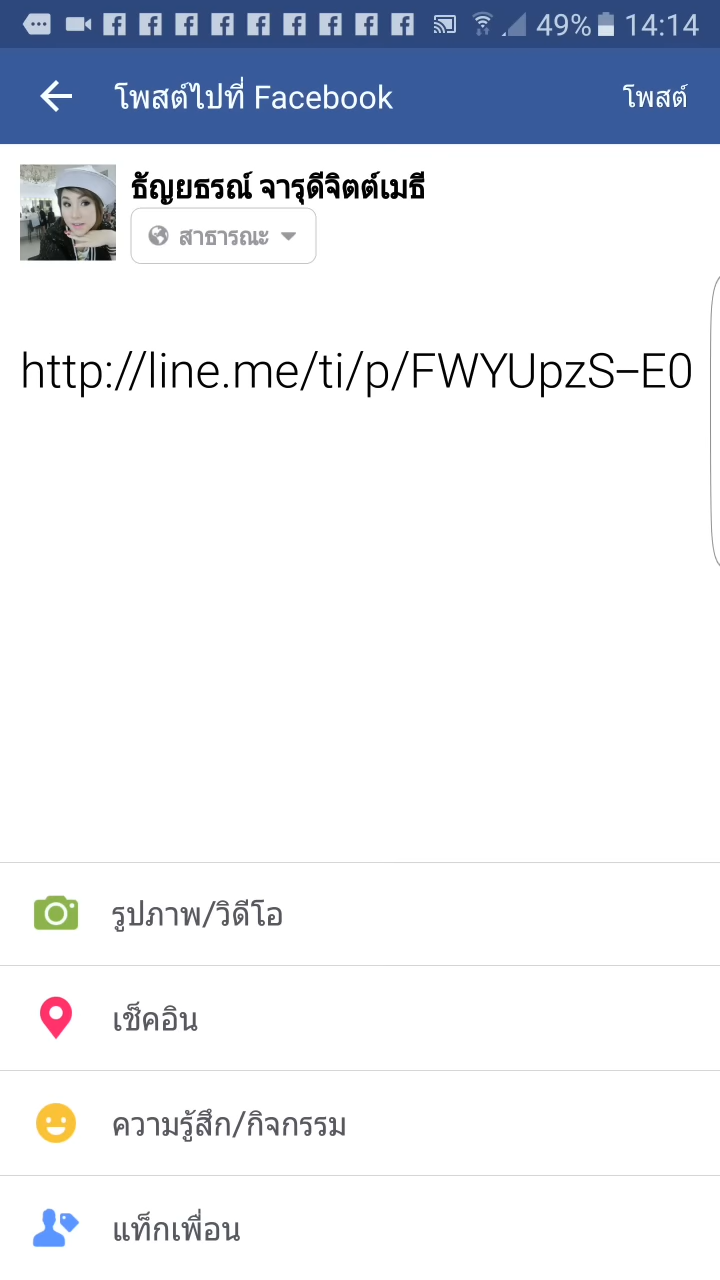 49% 14:14
โพสต์ไปที่ Facebook โพสต์
ธัญยธรณ์ จารุดีจิตต์เมธี
สาธารณะ
http://line.me/ti/p/FWYUpzS-E0
รูปภาพ/วิดีโอ
เช็คอิน
ความรู้สึก/กิจกรรม
แท็กเพื่อน